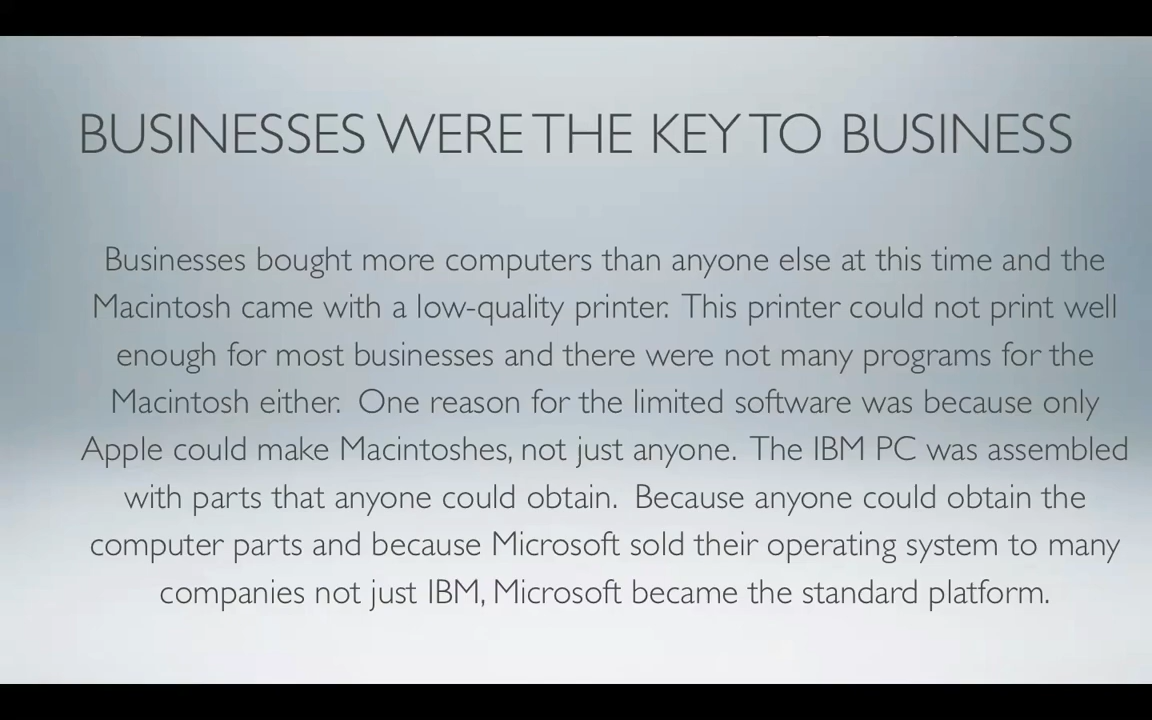 BUSINESSES WERE THE KEY TO BUSINESS
Businesses bought more computers than anyone else at this time and the
Macintosh came with a low-quality printer.  This printer could not print well
enough for most businesses and there were not many programs for the
Macintosh either.  One reason for the limited software was because only
Apple could make Macintoshes, not just anyone.  The IBM PC was assembled
with parts that anyone could obtain.  Because anyone could obtain the
computer parts and because Microsoft sold their operating system to many
companies not just IBM, Microsoft became the standard platform.